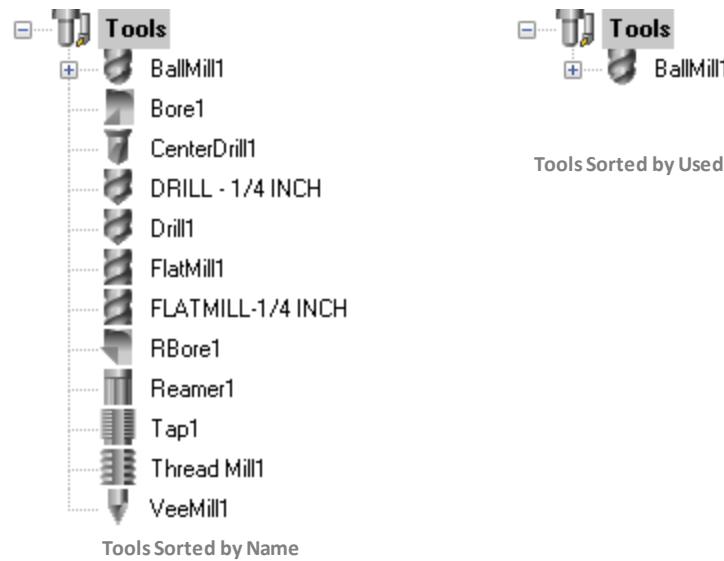 Tools
BallMill1
Bore1
CenterDrill1
DRILL - 1/4 INCH
Drill1
FlatMill1
FLATMILL-1/4 INCH
RBore1
Reamer1
Tap1
Thread Mill1
VeeMill1
Tools Sorted by Name
Tools
BallMill1
Tools Sorted by Used